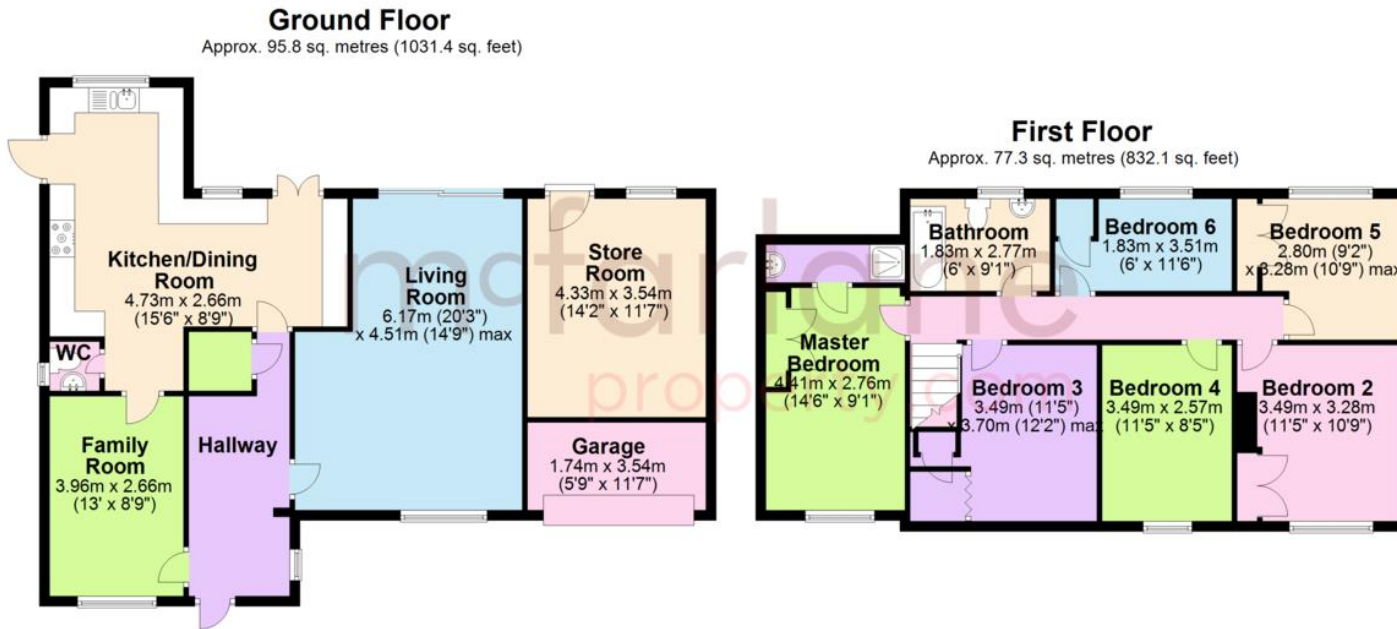 Ground Floor
Approx. 95.8 sq. metres (1031.4 sq. feet)
Kitchen/Dining
Room
4.73m x 2.66m
(15'6" x 8'9")
Living
Room
6.17m (20'3")
x 4.51m (14'9") max
Store
Room
4.33m x 3.54m
(14'2" x 11'7")
WC
Family
Room
3.96m x 2.66m
(13' x 8'9")
Hallway
Garage
1.74m x 3.54m
(5'9" x 11'7")
First Floor
Approx. 77.3 sq. metres (832.1 sq. feet)
Bathroom
1.83m x 2.77m
(6' x 9'1")
Bedroom 6
1.83m x 3.51m
(6' x 11'6")
Bedroom 5
2.80m (9'2")
x 3.28m (10'9") max
Master
Bedroom
4.41m x 2.76m
(14'6" x 9'1")
Bedroom 3
3.49m (11'5")
x 3.70m (12'2") max
Bedroom 4
3.49m x 2.57m
(11'5" x 8'5")
Bedroom 2
3.49m x 3.28m
(11'5" x 10'9")
mcfarlane
property.com